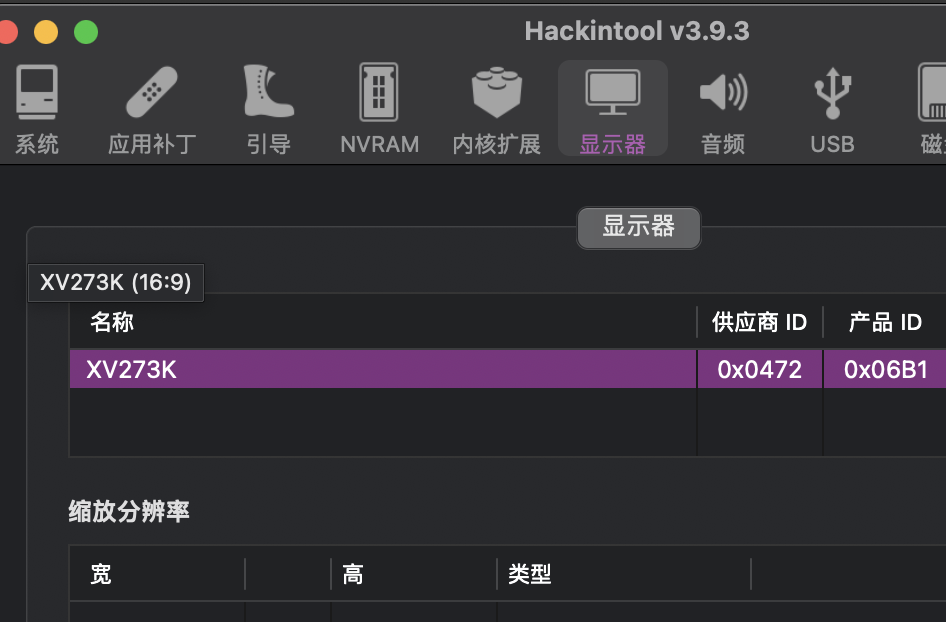 Hackintool v3.9.3
系统 应用补丁 引导 NVRAM 内核扩展 显示器 音频 USB
显示器
XV273K (16:9)
名称 供应商 ID 产品 ID
XV273K 0x0472 0x06B1
缩放分辨率
宽 高 类型